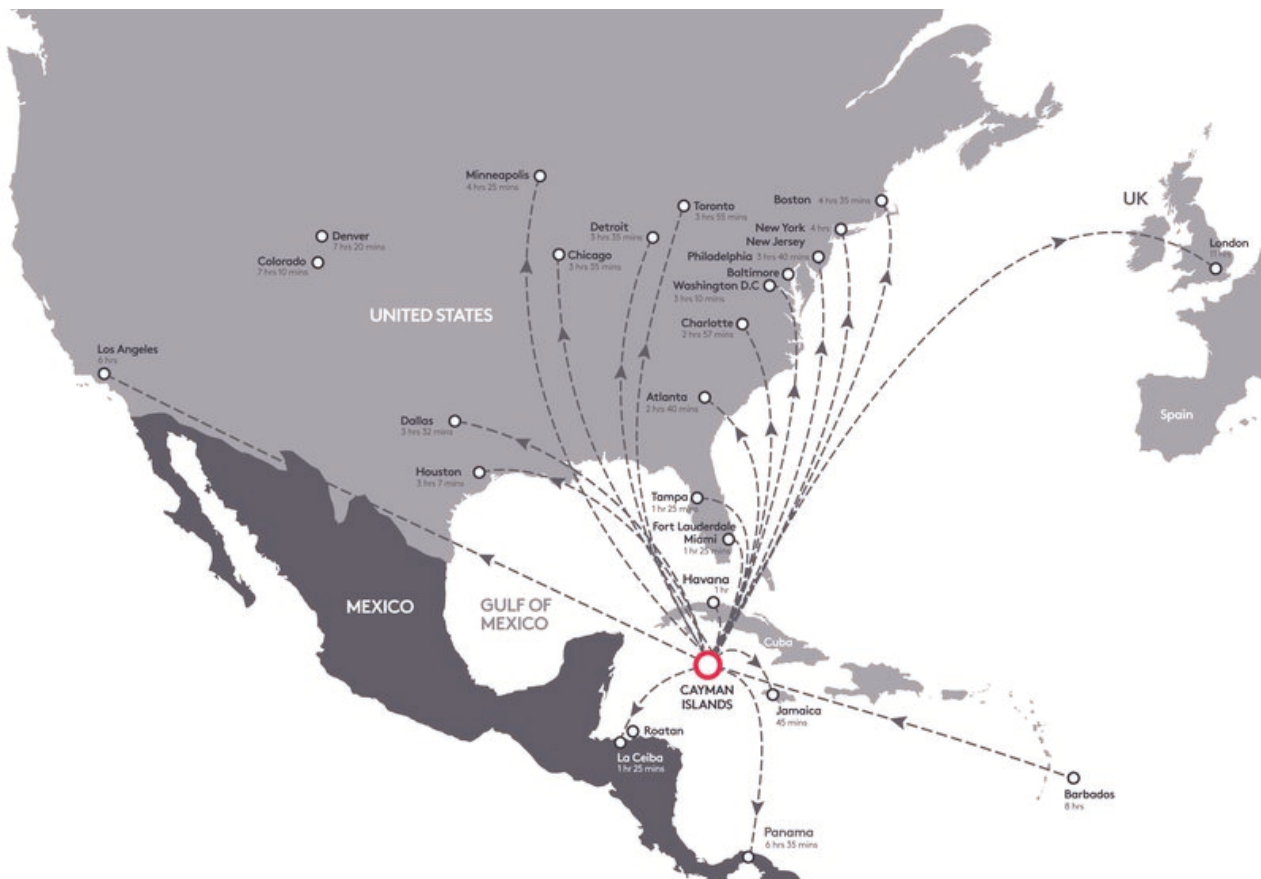 Minneapolis
4 hrs 25 mins
Toronto
3 hrs 55 mins
Boston
4 hrs 35 mins
UK
Detroit
3 hrs 35 mins
New York
4 hrs
New Jersey
Denver
7 hrs 20 mins
Chicago
3 hrs 35 mins
Philadelphia
3 hrs 40 mins
London
11 hrs
Colorado
7 hrs 10 mins
Baltimore
Washington D.C
3 hrs 10 mins
UNITED STATES
Charlotte
2 hrs 57 mins
Los Angeles
6 hrs
Atlanta
2 hrs 40 mins
Dallas
3 hrs 32 mins
Spain
Houston
3 hrs 7 mins
Tampa
1 hr 25 mins
Fort Lauderdale
Miami
1 hr 25 mins
Havana
1 hr
MEXICO
GULF OF
MEXICO
Cuba
CAYMAN
ISLANDS
Jamaica
45 mins
Roatan
La Ceiba
1 hr 25 mins
Barbados
8 hrs
Panama
6 hrs 35 mins